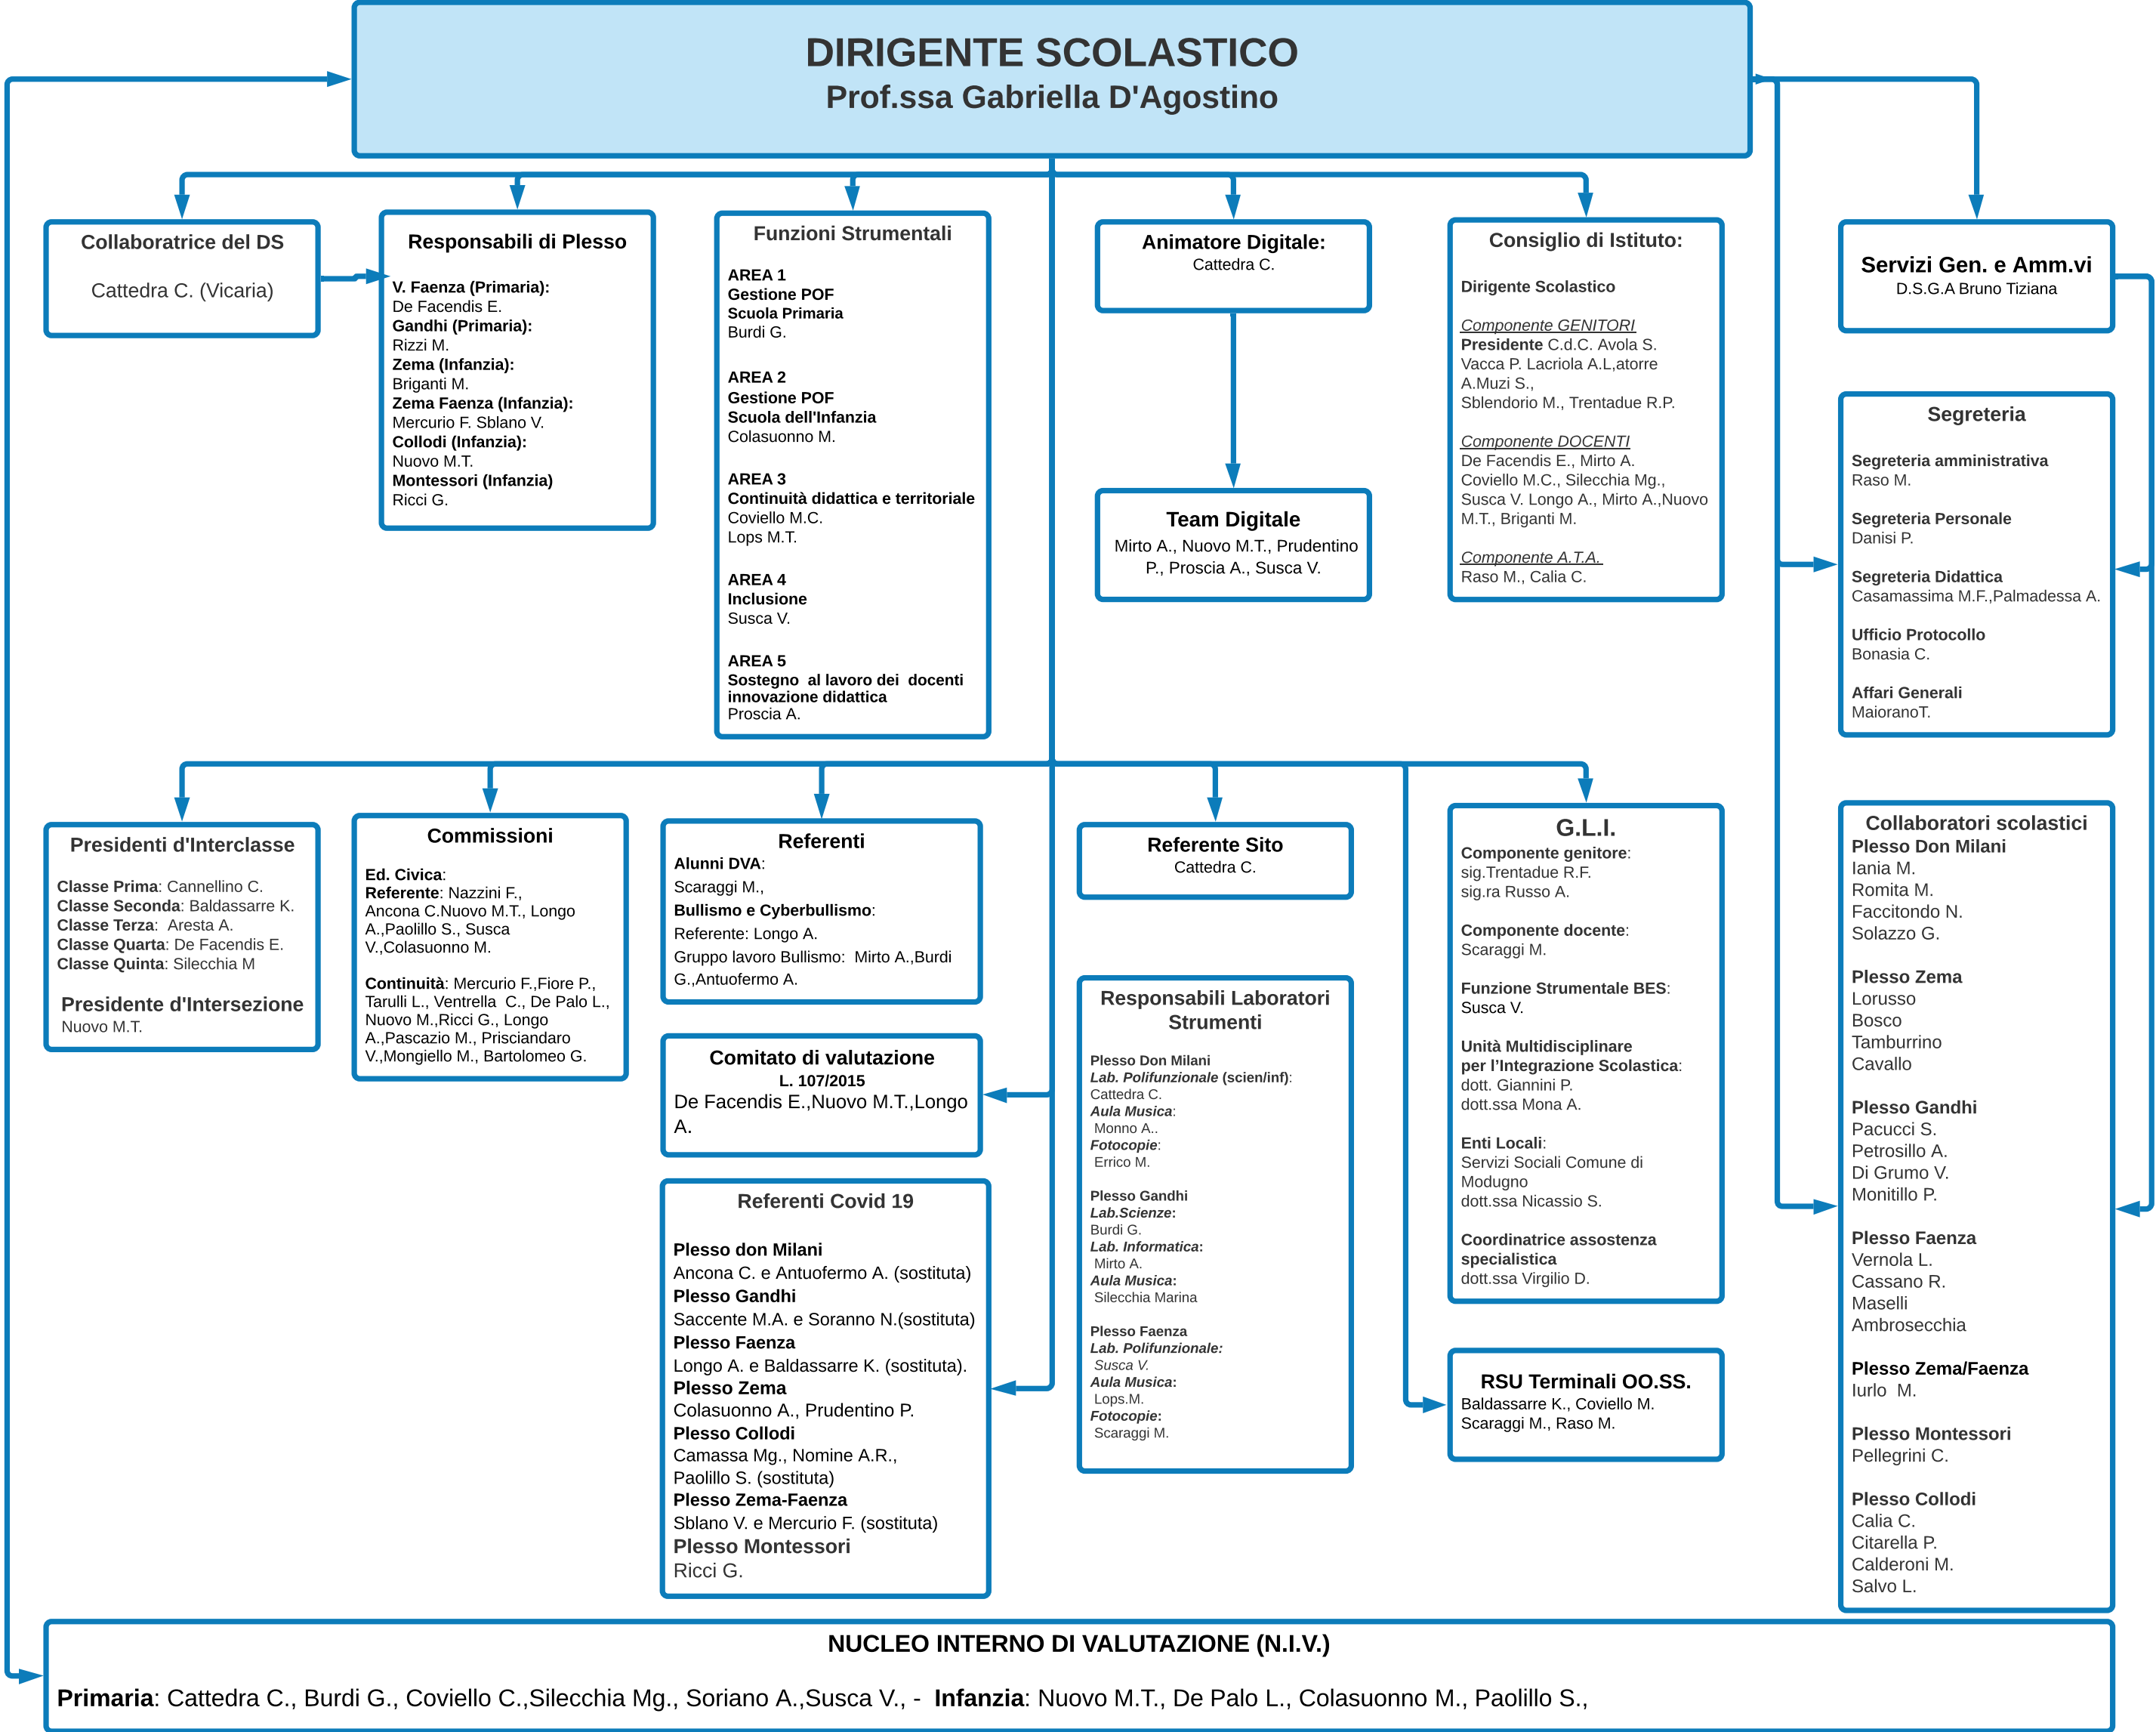 DIRIGENTE SCOLASTICO
Prof.ssa Gabriella D'Agostino
Collaboratrice del DS
Cattedra C. (Vicaria)
Responsabili di Plesso
V. Faenza (Primaria):
De Facendis E.
Gandhi (Primaria):
Rizzi M.
Zema (Infanzia):
Briganti M.
Zema Faenza (Infanzia):
Mercurio F. Sblano V.
Collodi (Infanzia):
Nuovo M.T.
Montessori (Infanzia)
Ricci G.
Funzioni Strumentali
AREA 1
Gestione POF
Scuola Primaria
Burdi G.
AREA 2
Gestione POF
Scuola dell'Infanzia
Colasuonno M.
AREA 3
Continuità didattica e territoriale
Coviello M.C.
Lops M.T.
AREA 4
Inclusione
Susca V.
AREA 5
Sostegno  al lavoro dei  docenti
innovazione didattica
Proscia A.
Animatore Digitale:
Cattedra C.
Team Digitale
Mirto A., Nuovo M.T., Prudentino
P., Proscia A., Susca V.
Consiglio di Istituto:
Dirigente Scolastico
Componente GENITORI
Presidente C.d.C. Avola S.
Vacca P. Lacriola A.L,atorre
A.Muzi S.,
Sblendorio M., Trentadue R.P.
Componente DOCENTI
De Facendis E., Mirto A.
Coviello M.C., Silecchia Mg.,
Susca V. Longo A., Mirto A.,Nuovo
M.T., Briganti M.
Componente A.T.A.
Raso M., Calia C.
Servizi Gen. e Amm.vi
D.S.G.A Bruno Tiziana
Segreteria
Segreteria amministrativa
Raso M.
Segreteria Personale
Danisi P.
Segreteria Didattica
Casamassima M.F.,Palmadessa A.
Ufficio Protocollo
Bonasia C.
Affari Generali
MaioranoT.
Presidenti d'Interclasse
Classe Prima: Cannellino C.
Classe Seconda: Baldassarre K.
Classe Terza:  Aresta A.
Classe Quarta: De Facendis E.
Classe Quinta: Silecchia M
Presidente d'Intersezione
Nuovo M.T.
Commissioni
Ed. Civica:
Referente: Nazzini F.,
Ancona C.Nuovo M.T., Longo
A.,Paolillo S., Susca
V.,Colasuonno M.
Continuità: Mercurio F.,Fiore P.,
Tarulli L., Ventrella  C., De Palo L.,
Nuovo M.,Ricci G., Longo
A.,Pascazio M., Prisciandaro
V.,Mongiello M., Bartolomeo G.
Referenti
Alunni DVA:
Scaraggi M.,
Bullismo e Cyberbullismo:
Referente: Longo A.
Gruppo lavoro Bullismo:  Mirto A.,Burdi
G.,Antuofermo A.
Comitato di valutazione
L. 107/2015
De Facendis E.,Nuovo M.T.,Longo
A.
Referenti Covid 19
Plesso don Milani
Ancona C. e Antuofermo A. (sostituta)
Plesso Gandhi
Saccente M.A. e Soranno N.(sostituta)
Plesso Faenza
Longo A. e Baldassarre K. (sostituta).
Plesso Zema
Colasuonno A., Prudentino P.
Plesso Collodi
Camassa Mg., Nomine A.R.,
Paolillo S. (sostituta)
Plesso Zema-Faenza
Sblano V. e Mercurio F. (sostituta)
Plesso Montessori
Ricci G.
Referente Sito
Cattedra C.
Responsabili Laboratori
Strumenti
Plesso Don Milani
Lab. Polifunzionale (scien/inf):
Cattedra C.
Aula Musica:
Monno A..
Fotocopie:
Errico M.
Plesso Gandhi
Lab.Scienze:
Burdi G.
Lab. Informatica:
Mirto A.
Aula Musica:
Silecchia Marina
Plesso Faenza
Lab. Polifunzionale:
Susca V.
Aula Musica:
Lops.M.
Fotocopie:
Scaraggi M.
G.L.I.
Componente genitore:
sig.Trentadue R.F.
sig.ra Russo A.
Componente docente:
Scaraggi M.
Funzione Strumentale BES:
Susca V.
Unità Multidisciplinare
per l’Integrazione Scolastica:
dott. Giannini P.
dott.ssa Mona A.
Enti Locali:
Servizi Sociali Comune di
Modugno
dott.ssa Nicassio S.
Coordinatrice assostenza
specialistica
dott.ssa Virgilio D.
RSU Terminali OO.SS.
Baldassarre K., Coviello M.
Scaraggi M., Raso M.
Collaboratori scolastici
Plesso Don Milani
Iania M.
Romita M.
Faccitondo N.
Solazzo G.
Plesso Zema
Lorusso
Bosco
Tamburrino
Cavallo
Plesso Gandhi
Pacucci S.
Petrosillo A.
Di Grumo V.
Monitillo P.
Plesso Faenza
Vernola L.
Cassano R.
Maselli
Ambrosecchia
Plesso Zema/Faenza
Iurlo  M.
Plesso Montessori
Pellegrini C.
Plesso Collodi
Calia C.
Citarella P.
Calderoni M.
Salvo L.
NUCLEO INTERNO DI VALUTAZIONE (N.I.V.)
Primaria: Cattedra C., Burdi G., Coviello C.,Silecchia Mg., Soriano A.,Susca V., -  Infanzia: Nuovo M.T., De Palo L., Colasuonno M., Paolillo S.,